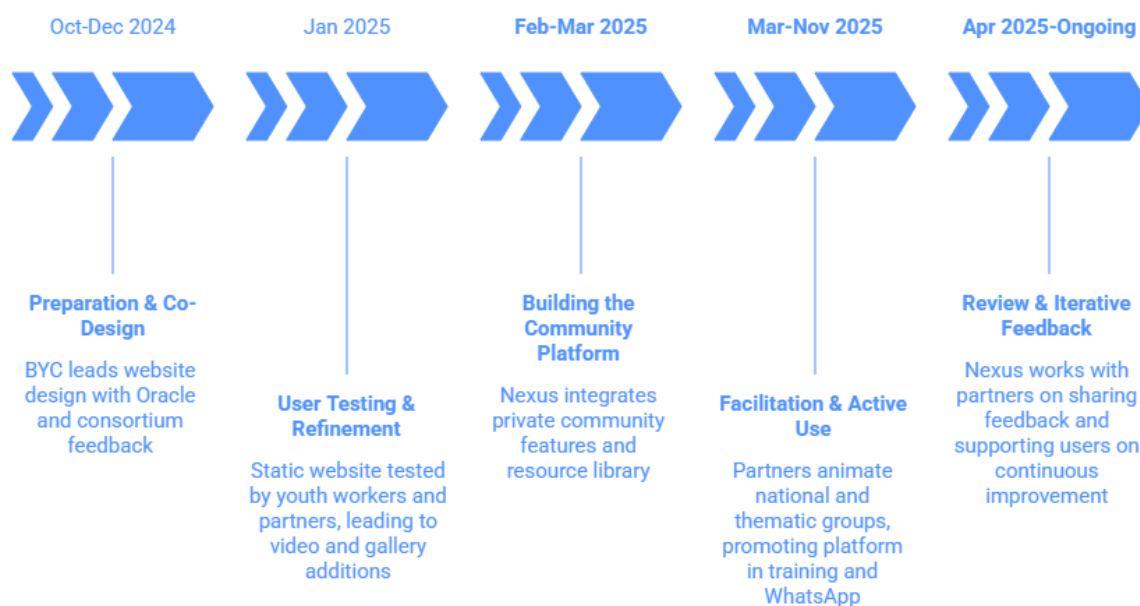 Oct-Dec 2024
Jan 2025
Feb-Mar 2025
Mar-Nov 2025
Apr 2025-Ongoing
Preparation & Co-
Design
BYC leads website
design with Oracle
and consortium
feedback
User Testing &
Refinement
Static website tested
by youth workers and
partners, leading to
video and gallery
additions
Building the
Community
Platform
Nexus integrates
private community
features and
resource library
Facilitation & Active
Use
Partners animate
national and
thematic groups,
promoting platform
in training and
WhatsApp
Review & Iterative
Feedback
Nexus works with
partners on sharing
feedback and
supporting users on
continuous
improvement